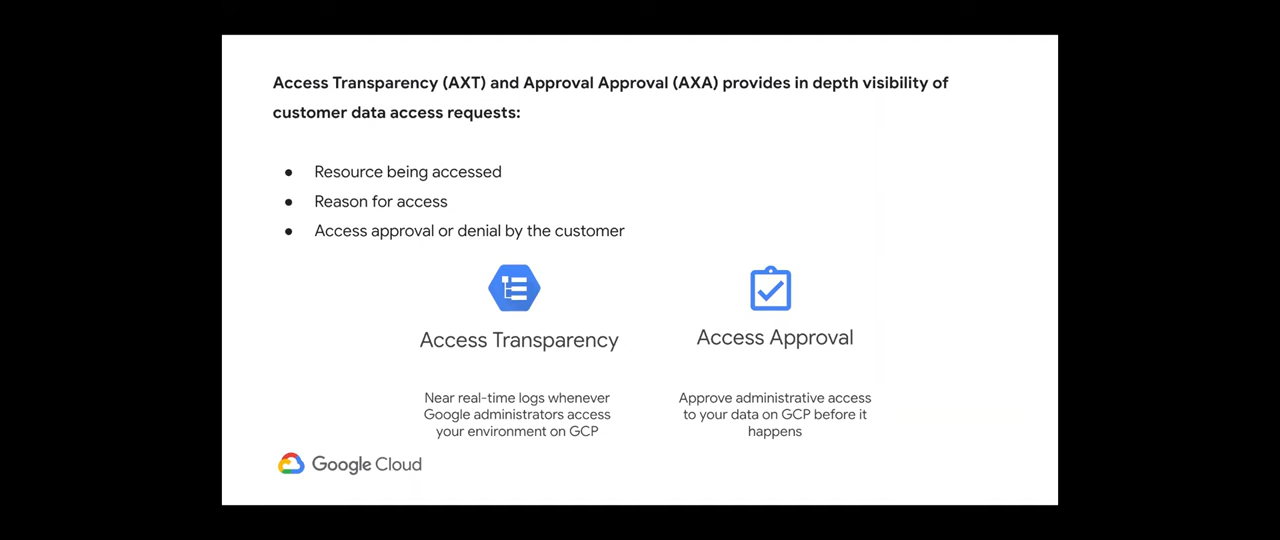 Access Transparency (AXT) and Approval Approval (AXA) provides in depth visibility of
customer data access requests:
● Resource being accessed
● Reason for access
● Access approval or denial by the customer
Access Transparency
Near real-time logs whenever
Google administrators access
your environment on GCP
Access Approval
Approve administrative access
to your data on GCP before it
happens
Google Cloud